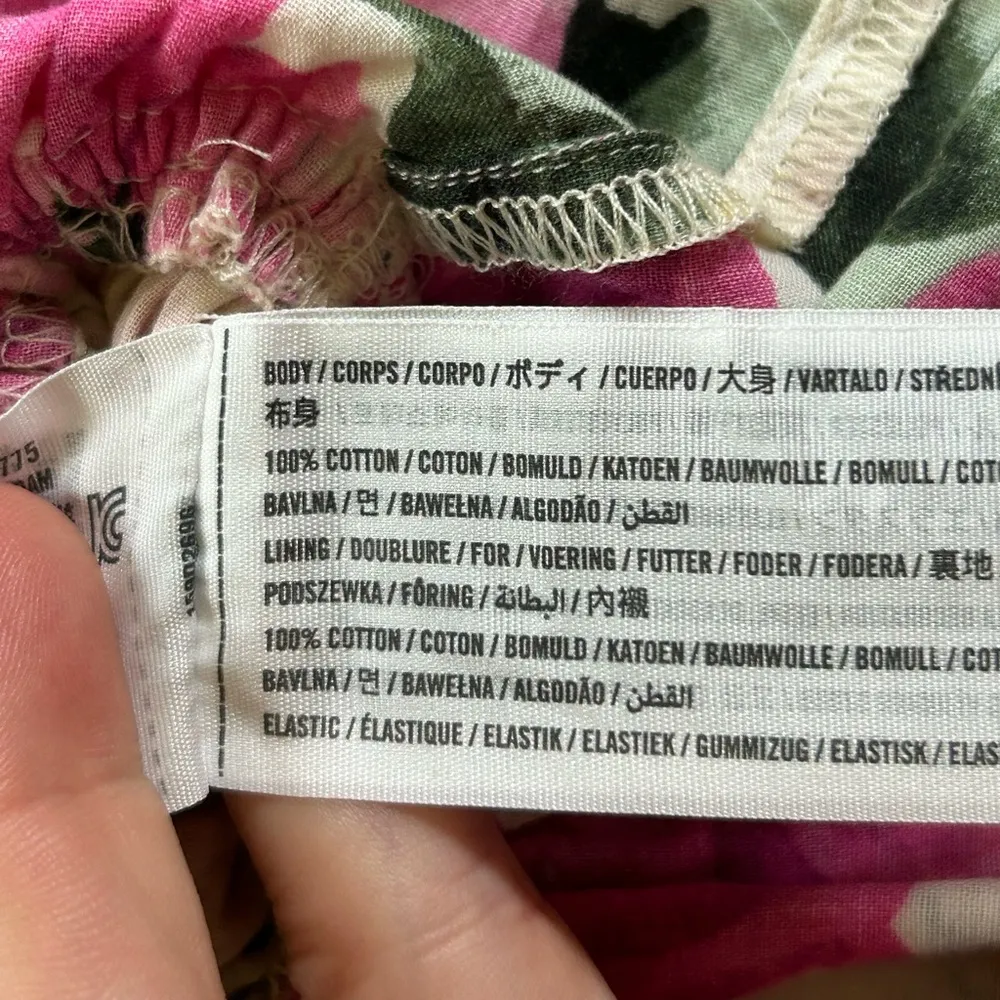 775
BODY / CORPS / CORPO / ボディ / CUERPO / 大身 / VARTALO / STŘEDNÍ
布身
100% COTTON / COTON / BOMULD / KATOEN / BAUMWOLLE / BOMULL / COT
BAVLNA / 면 / BAWEŁNA / ALGODÃO / القطن
LINING / DOUBLURE / FOR / VOERING / FUTTER / FODER / FODERA / 裏地
PODSZEWKA / FÔRING / البطانة / 內襯
100% COTTON / COTON / BOMULD / KATOEN / BAUMWOLLE / BOMULL / COT
BAVLNA / 면 / BAWEŁNA / ALGODÃO / القطن
ELASTIC / ÉLASTIQUE / ELASTIK / ELASTIEK / GUMMIZUG / ELASTISK / ELAS